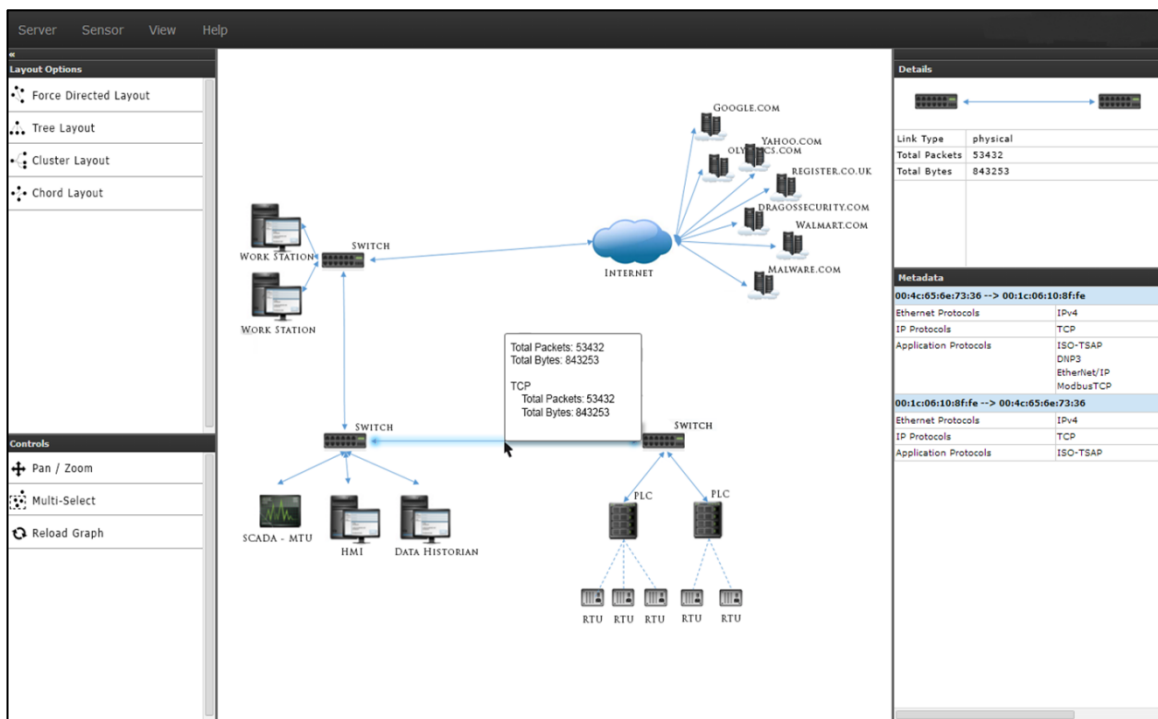 Server Sensor View Help
«
Layout Options
Force Directed Layout
Tree Layout
Cluster Layout
Chord Layout
Controls
Pan / Zoom
Multi-Select
Reload Graph
GOOGLE.COM
YAHOO.COM
REGISTER.CO.UK
DRAGOSSECURITY.COM
WALMART.COM
MALWARE.COM
INTERNET
SWITCH
WORK STATION
WORK STATION
Total Packets: 53432
Total Bytes: 843253
TCP
Total Packets: 53432
Total Bytes: 843253
SWITCH
SWITCH
SCADA - MTU
HMI
DATA HISTORIAN
PLC
PLC
RTU
RTU
RTU
RTU
RTU
Details
Link Type physical
Total Packets 53432
Total Bytes 843253
Metadata
00:4c:65:6e:73:36 --> 00:1c:06:10:8f:fe
Ethernet Protocols IPv4
IP Protocols TCP
Application Protocols ISO-TSAP
DNP3
EtherNet/IP
ModbusTCP
00:1c:06:10:8f:fe --> 00:4c:65:6e:73:36
Ethernet Protocols IPv4
IP Protocols TCP
Application Protocols ISO-TSAP